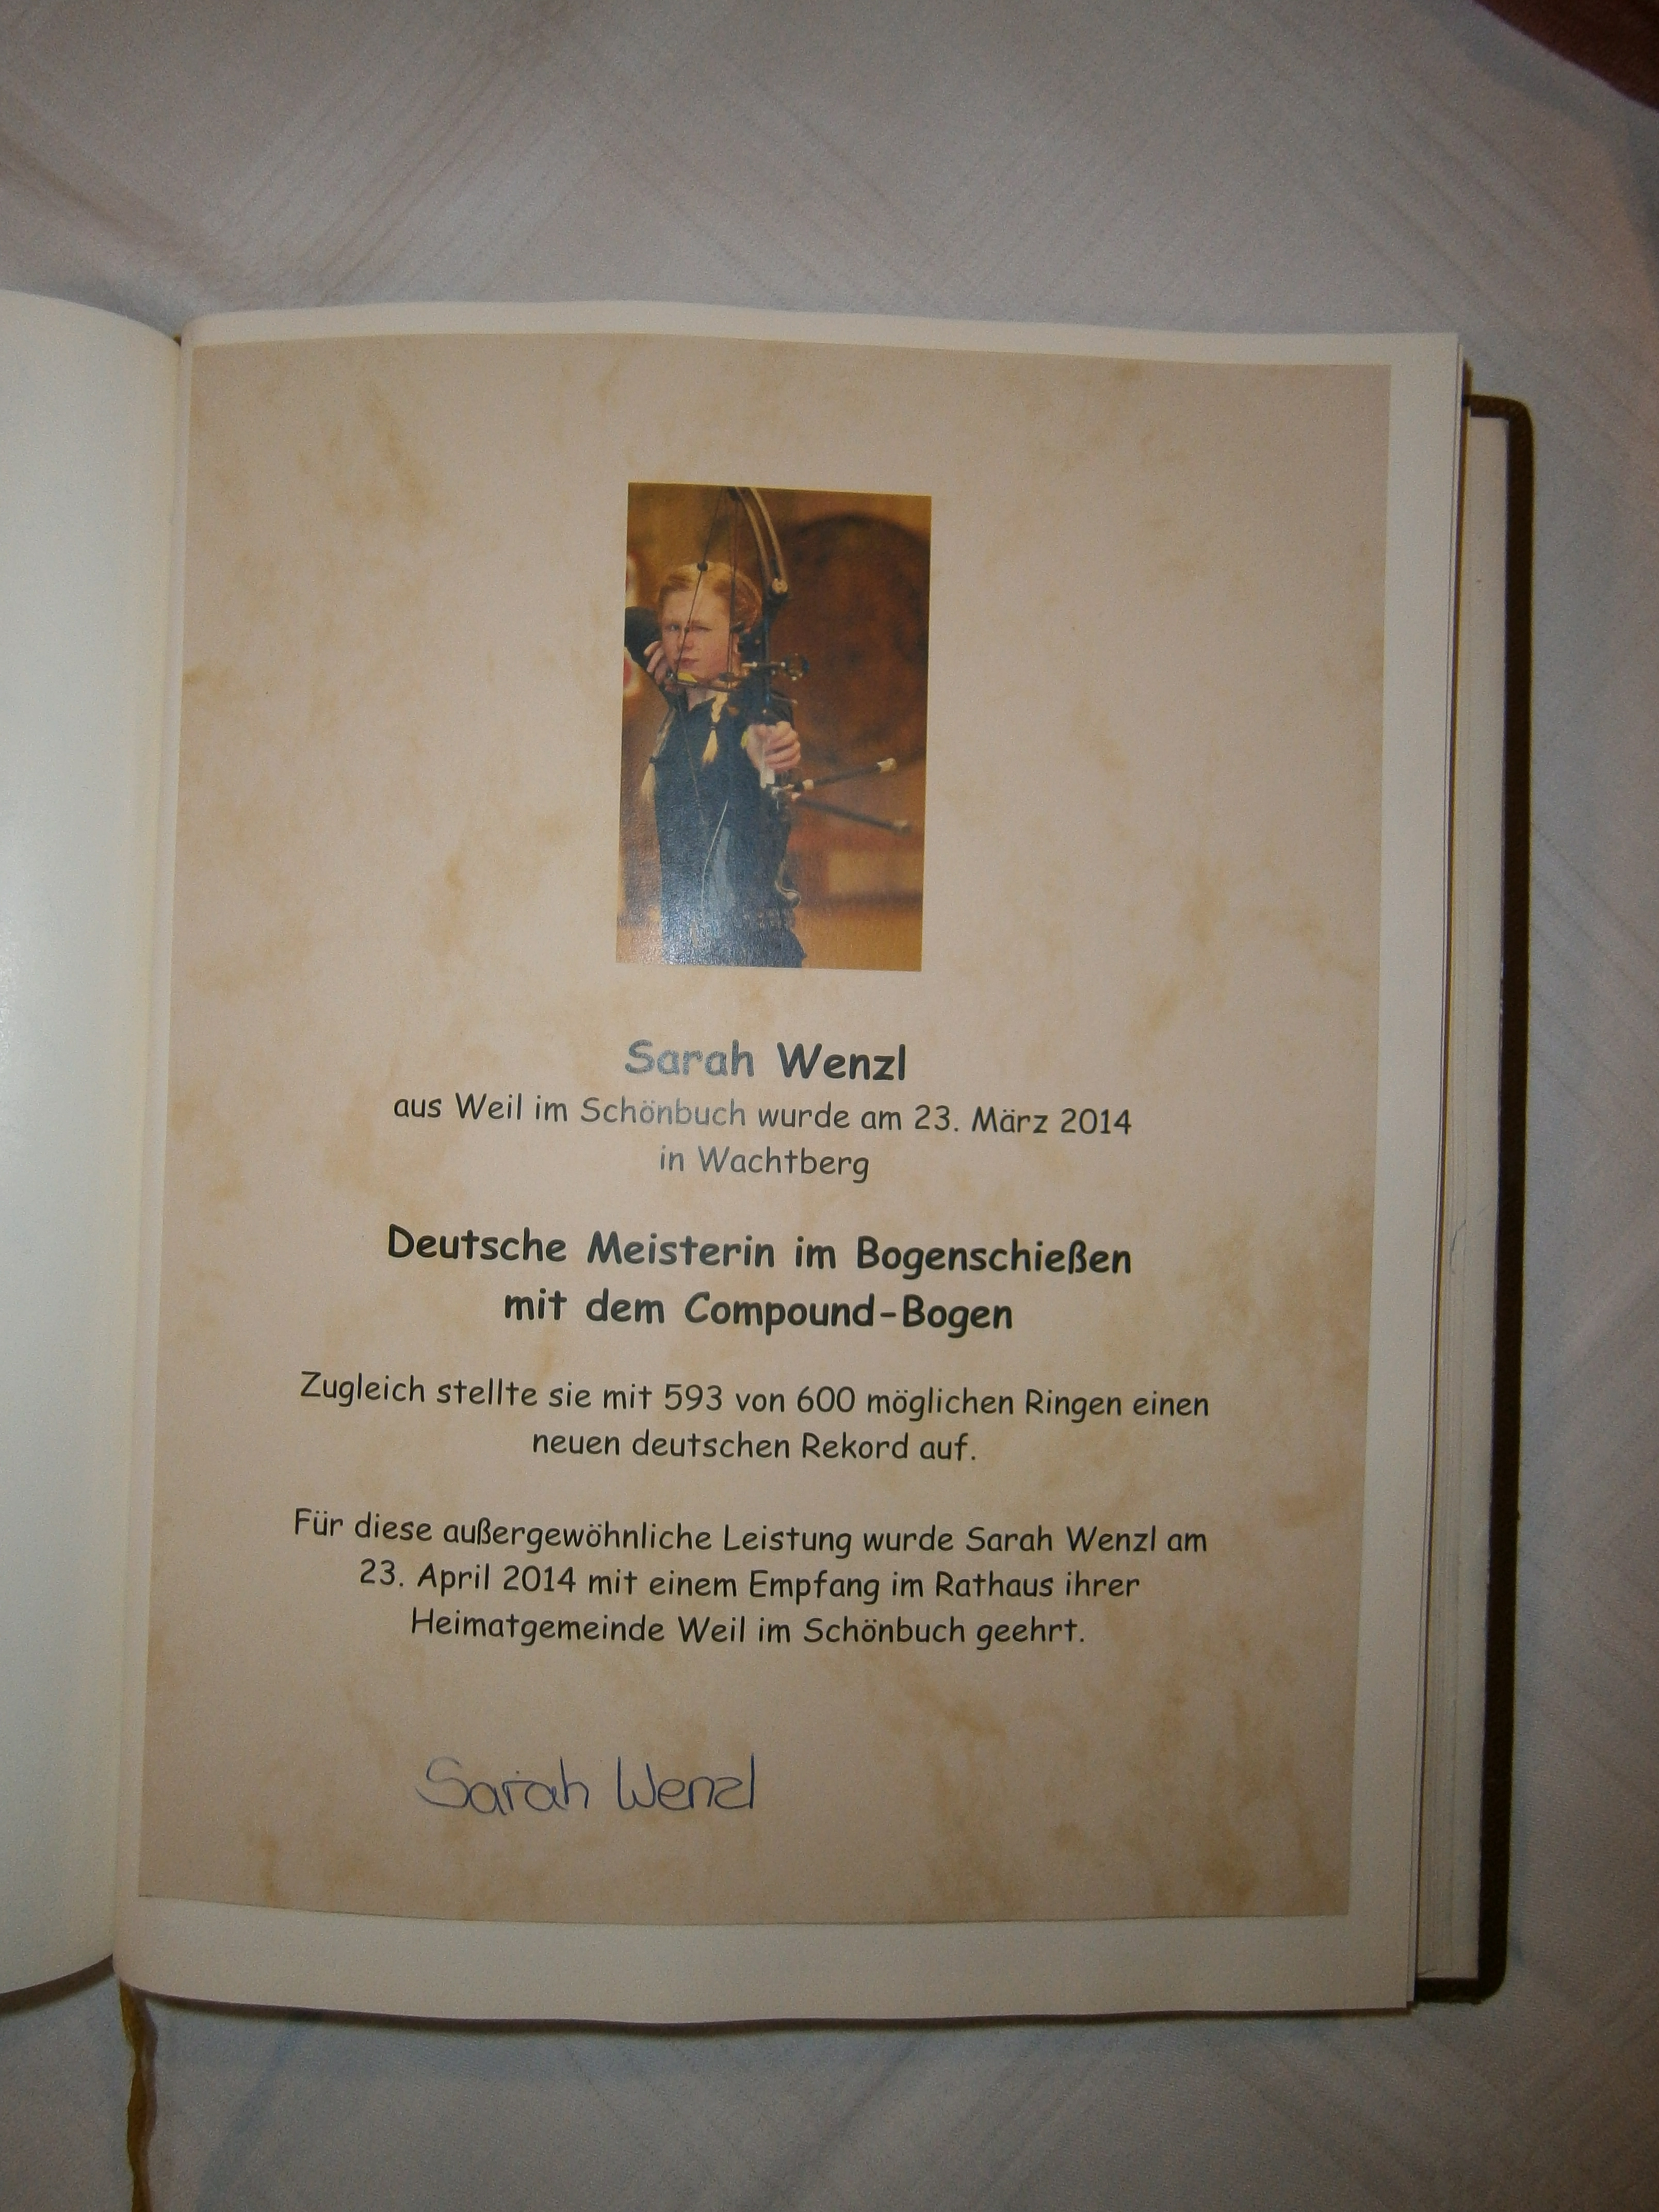 Sarah Wenzl
aus Weil im Schönbuch wurde am 23. März 2014
in Wachtberg
Deutsche Meisterin im Bogenschießen
mit dem Compound-Bogen
Zugleich stellte sie mit 593 von 600 möglichen Ringen einen
neuen deutschen Rekord auf.
Für diese außergewöhnliche Leistung wurde Sarah Wenzl am
23. April 2014 mit einem Empfang im Rathaus ihrer
Heimatgemeinde Weil im Schönbuch geehrt.
Sarah Wenzl